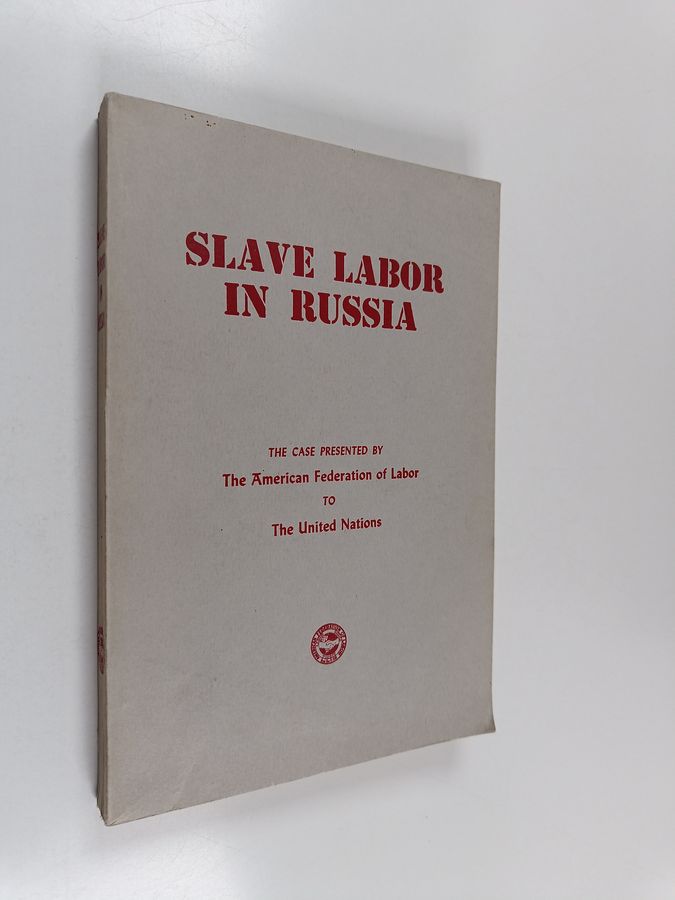 SLAVE LABOR
IN RUSSIA
THE CASE PRESENTED BY
The American Federation of Labor
TO
The United Nations